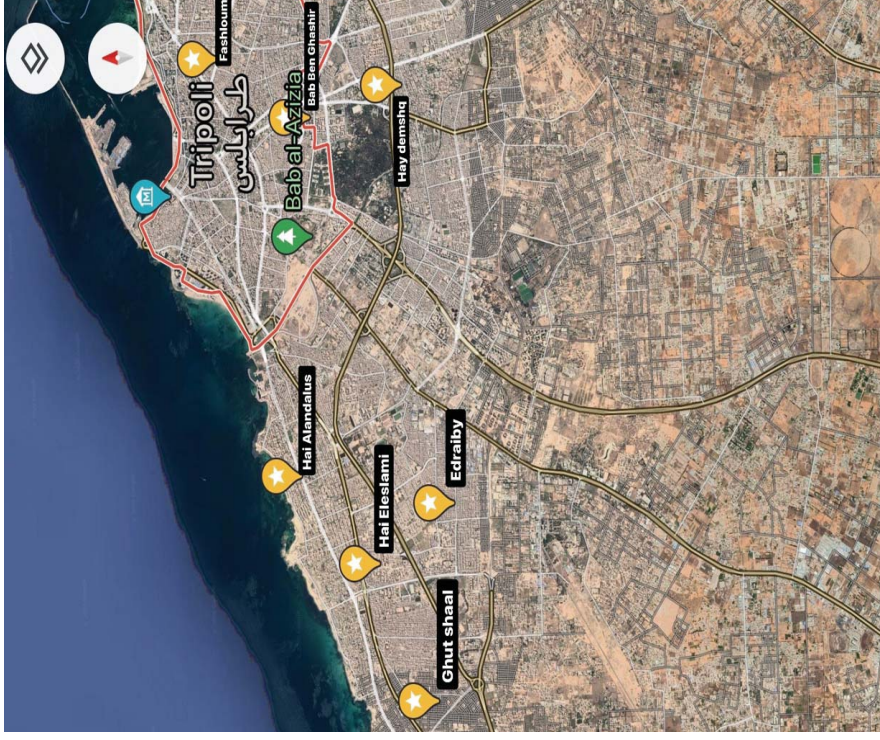 Fashloum
Tripoli
طرابلس
Bab Ben Ghashir
Bab al-Azizia
Hay demshq
Hai Alandalus
Hai Eleslami
Edraiby
Ghut shaal
M